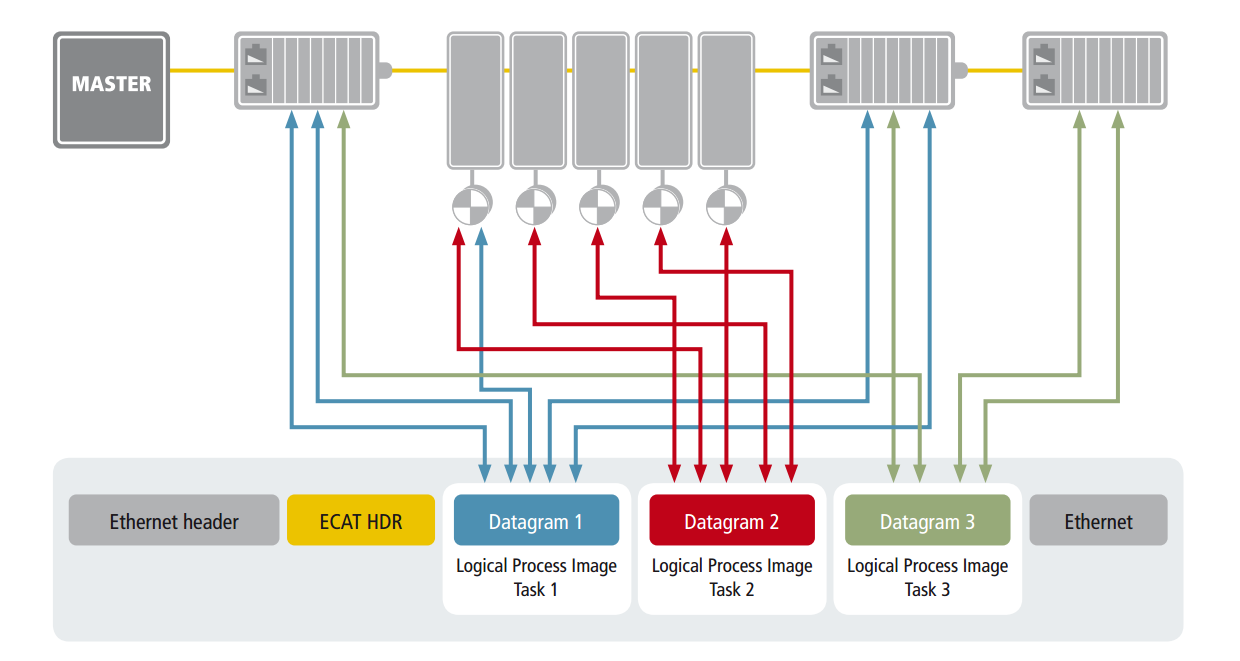 MASTER
Ethernet header
ECAT HDR
Datagram 1
Datagram 2
Datagram 3
Ethernet
Logical Process Image
Task 1
Logical Process Image
Task 2
Logical Process Image
Task 3